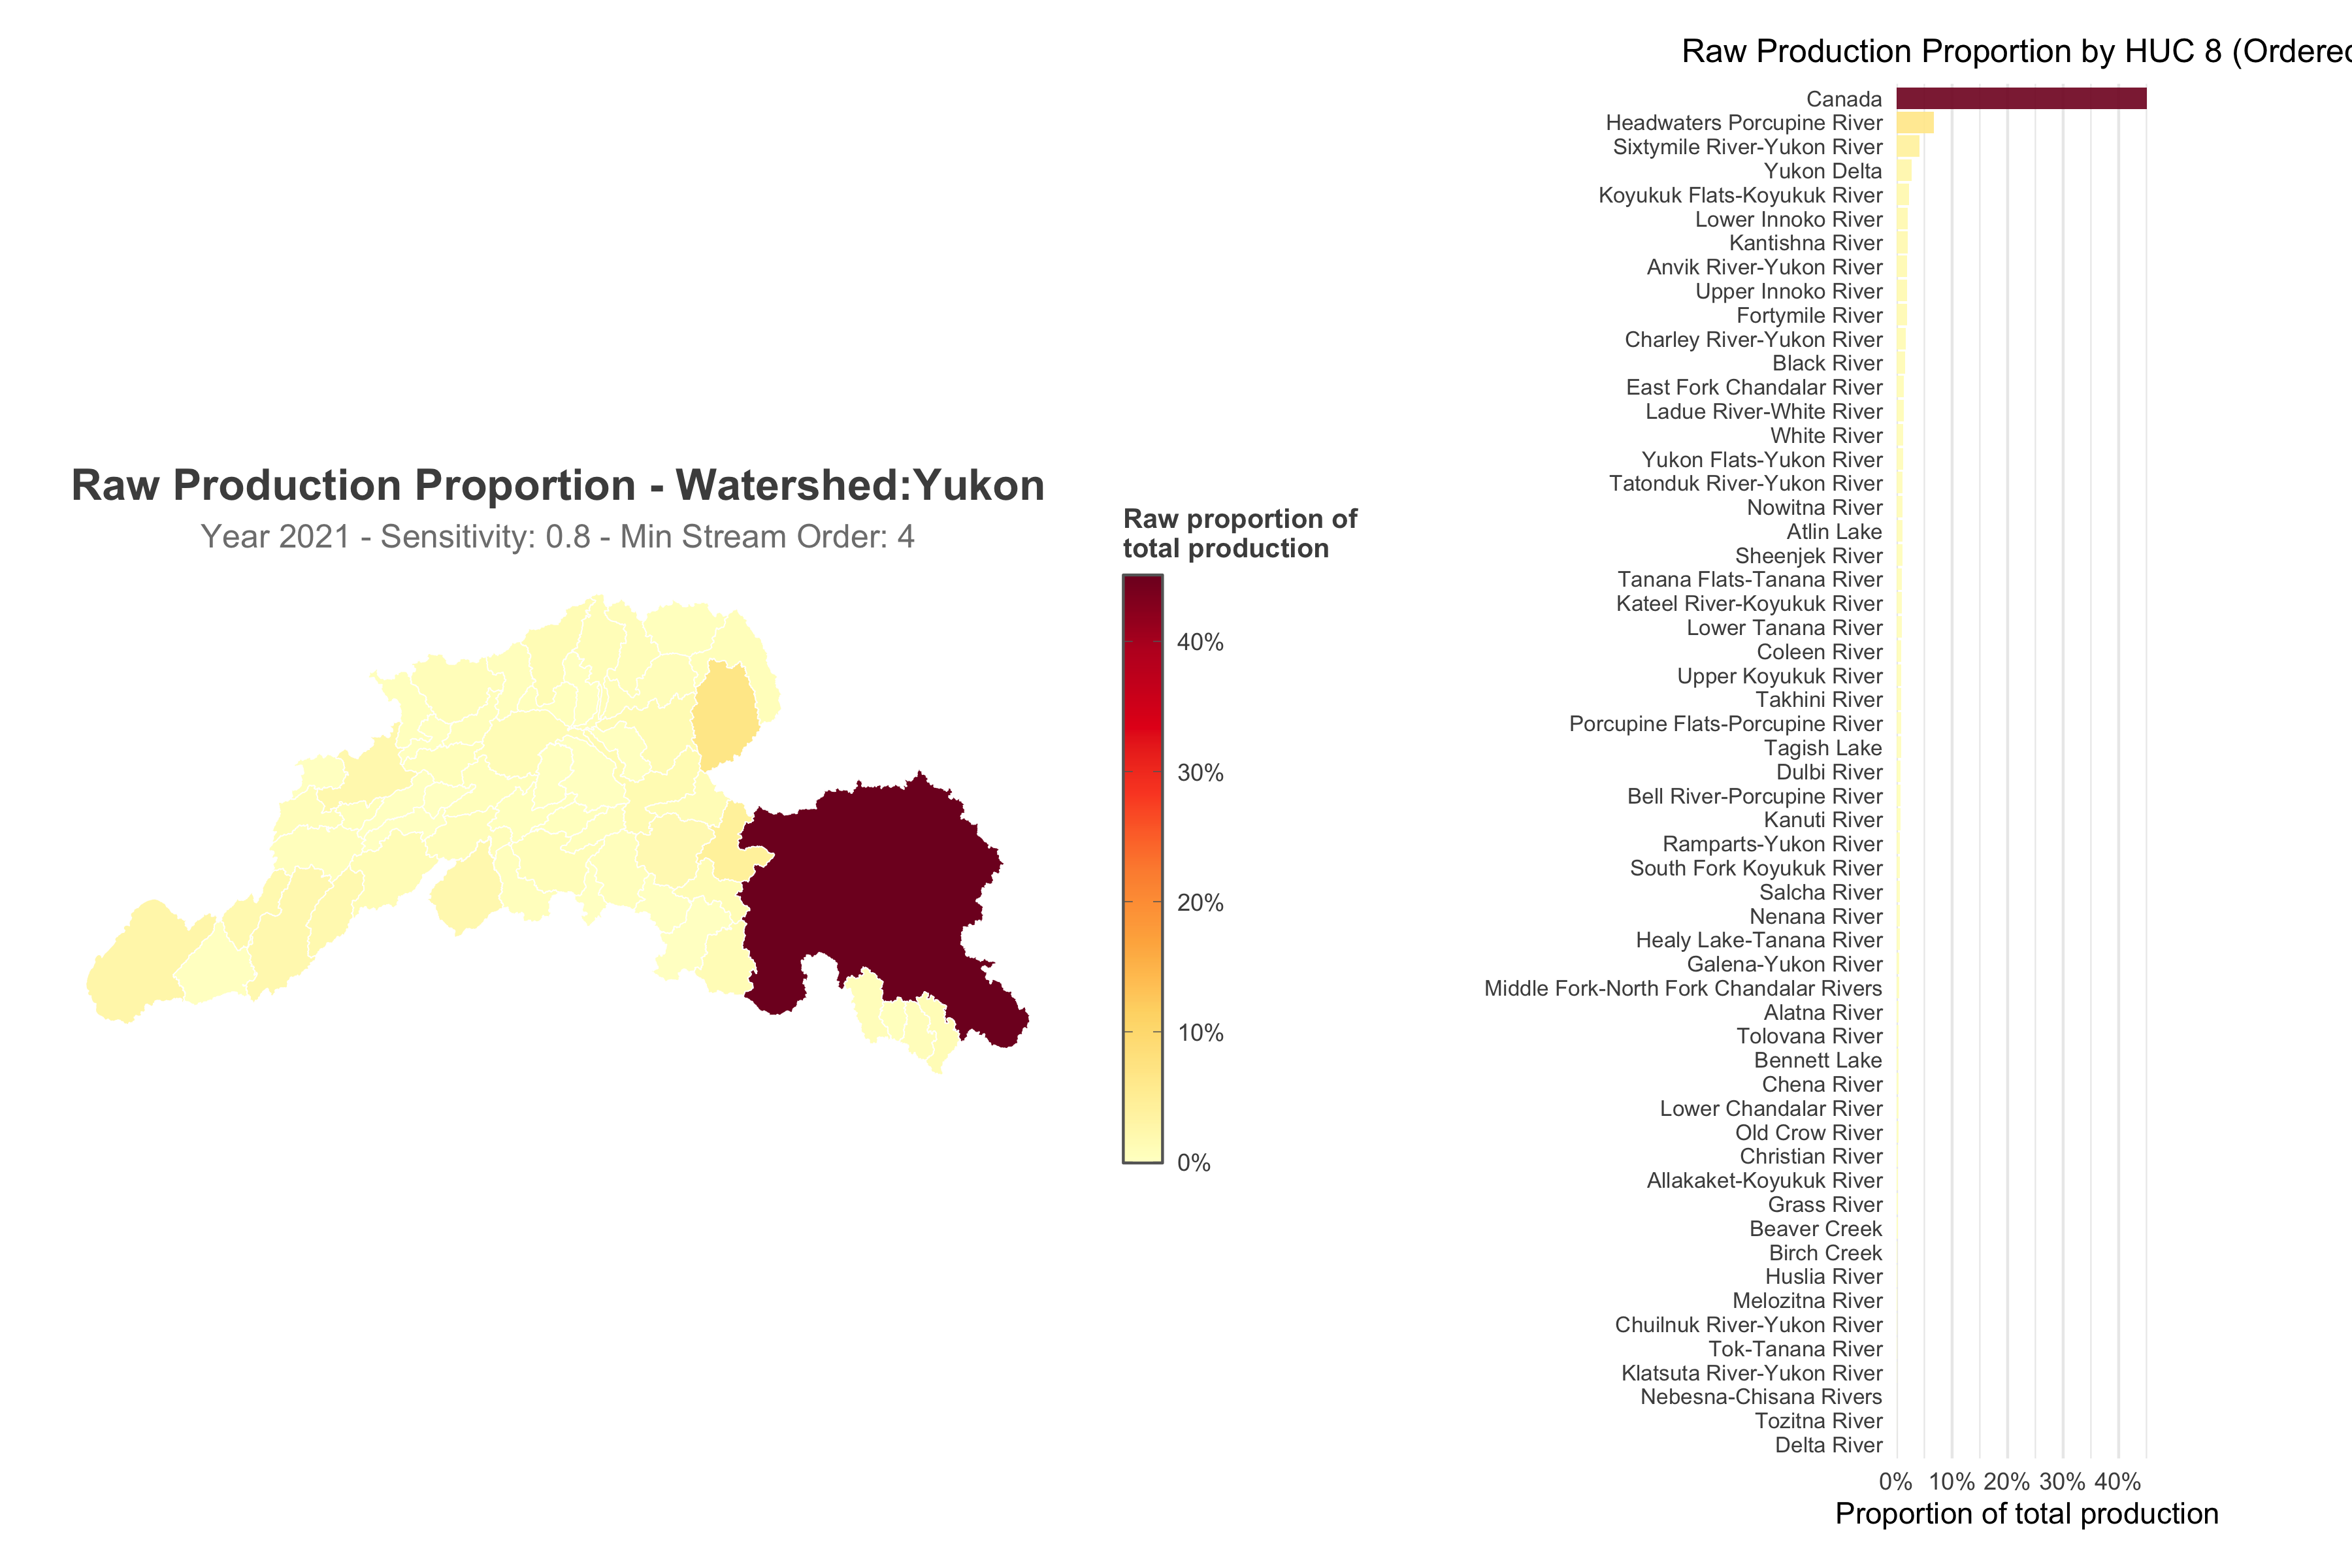 Raw Production Proportion - Watershed:Yukon
Year 2021 - Sensitivity: 0.8 - Min Stream Order: 4
Raw proportion of
total production
40%
30%
20%
10%
0%
Raw Production Proportion by HUC 8 (Ordered
Canada
Headwaters Porcupine River
Sixtymile River-Yukon River
Yukon Delta
Koyukuk Flats-Koyukuk River
Lower Innoko River
Kantishna River
Anvik River-Yukon River
Upper Innoko River
Fortymile River
Charley River-Yukon River
Black River
East Fork Chandalar River
Ladue River-White River
White River
Yukon Flats-Yukon River
Tatonduk River-Yukon River
Nowitna River
Atlin Lake
Sheenjek River
Tanana Flats-Tanana River
Kateel River-Koyukuk River
Lower Tanana River
Coleen River
Upper Koyukuk River
Takhini River
Porcupine Flats-Porcupine River
Tagish Lake
Dulbi River
Bell River-Porcupine River
Kanuti River
Ramparts-Yukon River
South Fork Koyukuk River
Salcha River
Nenana River
Healy Lake-Tanana River
Galena-Yukon River
Middle Fork-North Fork Chandalar Rivers
Alatna River
Tolovana River
Bennett Lake
Chena River
Lower Chandalar River
Old Crow River
Christian River
Allakaket-Koyukuk River
Grass River
Beaver Creek
Birch Creek
Huslia River
Melozitna River
Chuilnuk River-Yukon River
Tok-Tanana River
Klatsuta River-Yukon River
Nebesna-Chisana Rivers
Tozitna River
Delta River
0% 10% 20% 30% 40%
Proportion of total production